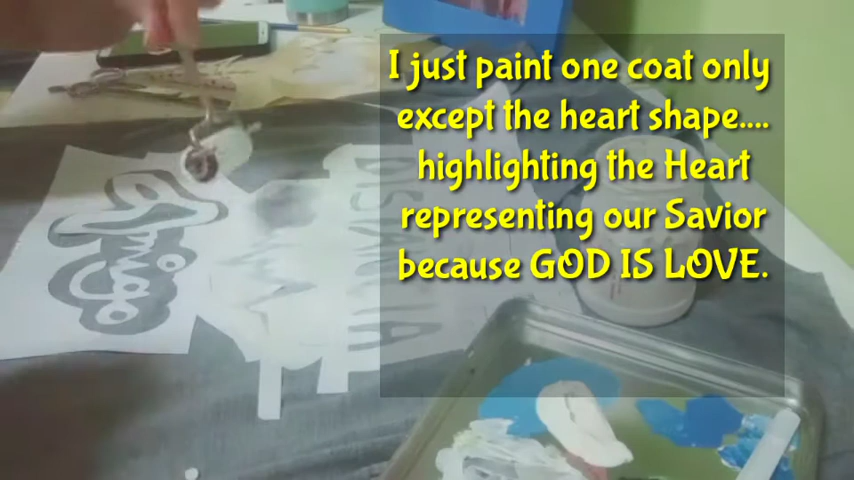 I just paint one coat only
except the heart shape....
highlighting the Heart
representing our Savior
because GOD IS LOVE.
Amigo